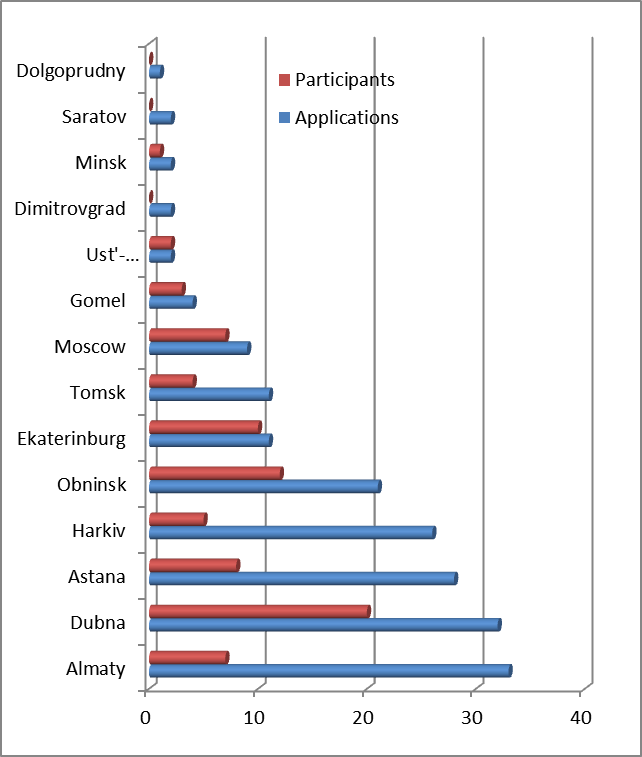 Dolgoprudny
Participants
Saratov
Applications
Minsk
Dimitrovgrad
Ust'-...
Gomel
Moscow
Tomsk
Ekaterinburg
Obninsk
Harkiv
Astana
Dubna
Almaty
0 10 20 30 40